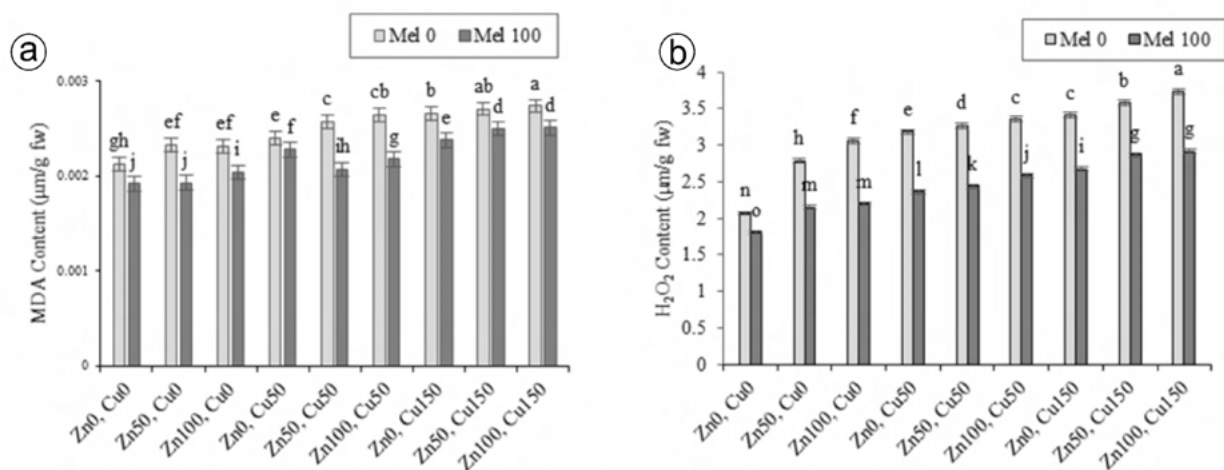 a
Mel 0 Mel 100
MDA Content (µm/g fw)
0.003
0.002
0.001
0
gh j ef j ef i e f c ih cb g b e ab d a d
Zn0, Cu0
Zn50, Cu0
Zn100, Cu0
Zn0, Cu50
Zn50, Cu50
Zn100, Cu50
Zn0, Cu150
Zn50, Cu150
Zn100, Cu150
b
Mel 0 Mel 100
H₂O₂ Content (µm/g fw)
4
3.5
3
2.5
2
1.5
1
0.5
0
n o h m f m e l d k c j c i b g a g
Zn0, Cu0
Zn50, Cu0
Zn100, Cu0
Zn0, Cu50
Zn50, Cu50
Zn100, Cu50
Zn0, Cu150
Zn50, Cu150
Zn100, Cu150